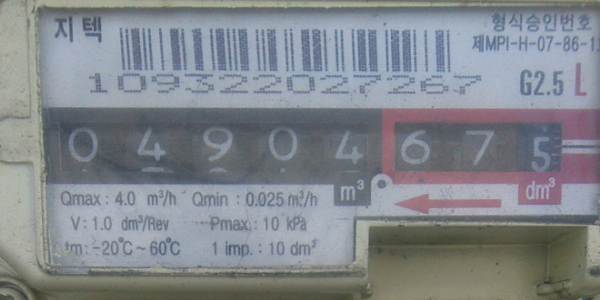 지텍
형식승인번호
제MPI-H-07-86-1
109322027267
G2.5 L
04904675
m³
dm³
Qmax : 4.0 m³/h Qmin : 0.025 m³/h
V : 1.0 dm³/Rev Pmax : 10 kPa
tm : -20℃~60℃ 1 imp. : 10 dm³